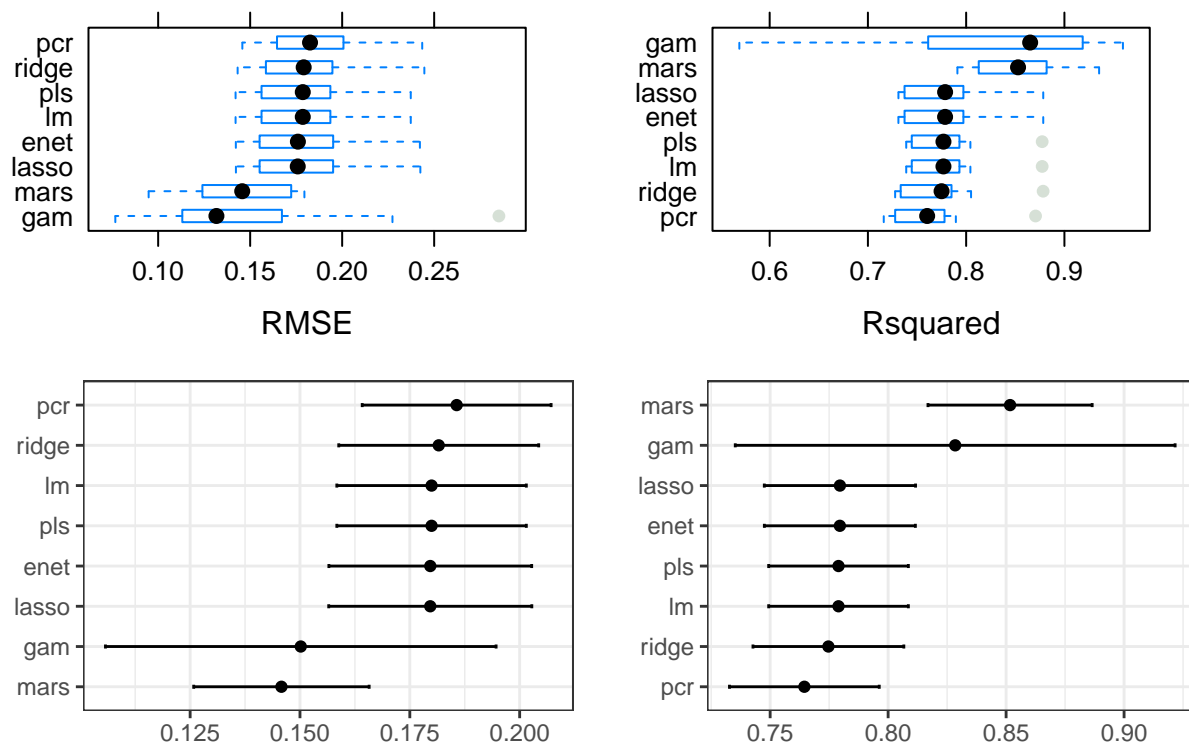 pcr
ridge
pls
lm
enet
lasso
mars
gam
0.10 0.15 0.20 0.25
RMSE
gam
mars
lasso
enet
pls
lm
ridge
pcr
0.6 0.7 0.8 0.9
Rsquared
pcr
ridge
lm
pls
enet
lasso
gam
mars
0.125 0.150 0.175 0.200
mars
gam
lasso
enet
pls
lm
ridge
pcr
0.75 0.80 0.85 0.90